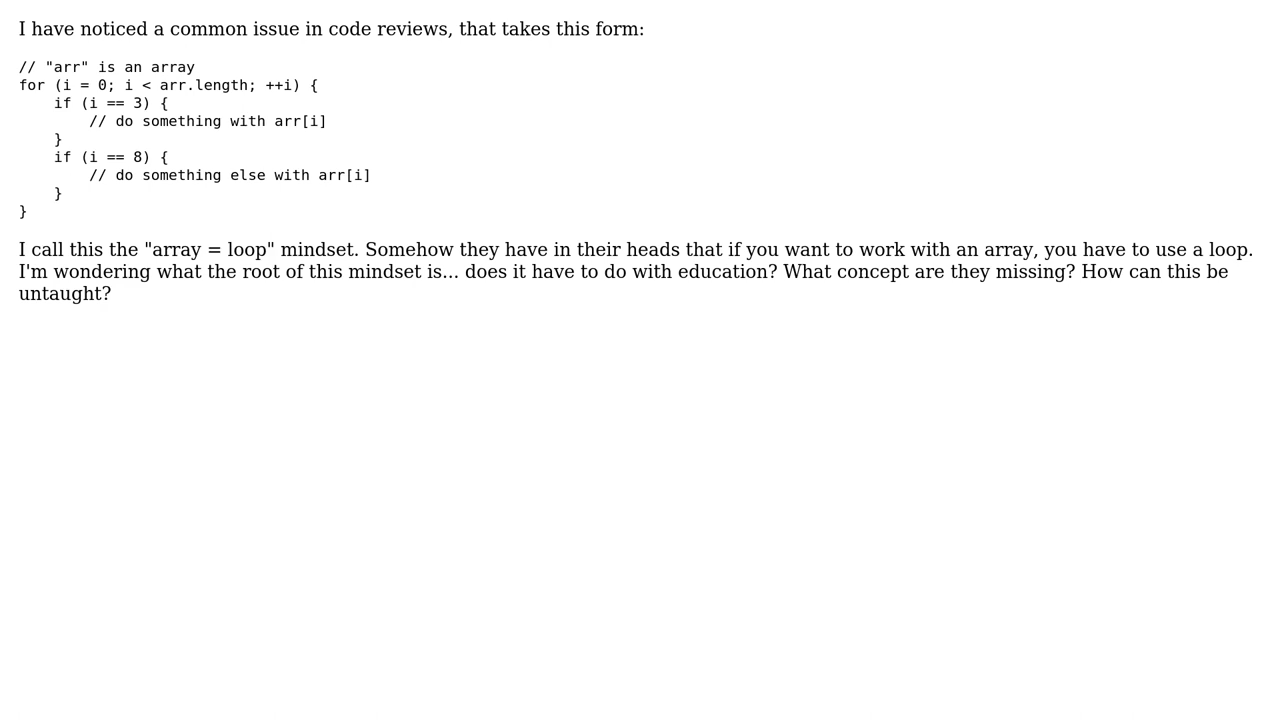 I have noticed a common issue in code reviews, that takes this form:
// "arr" is an array
for (i = 0; i < arr.length; ++i) {
    if (i == 3) {
        // do something with arr[i]
    }
    if (i == 8) {
        // do something else with arr[i]
    }
}
I call this the "array = loop" mindset. Somehow they have in their heads that if you want to work with an array, you have to use a loop.
I'm wondering what the root of this mindset is... does it have to do with education? What concept are they missing? How can this be
untaught?